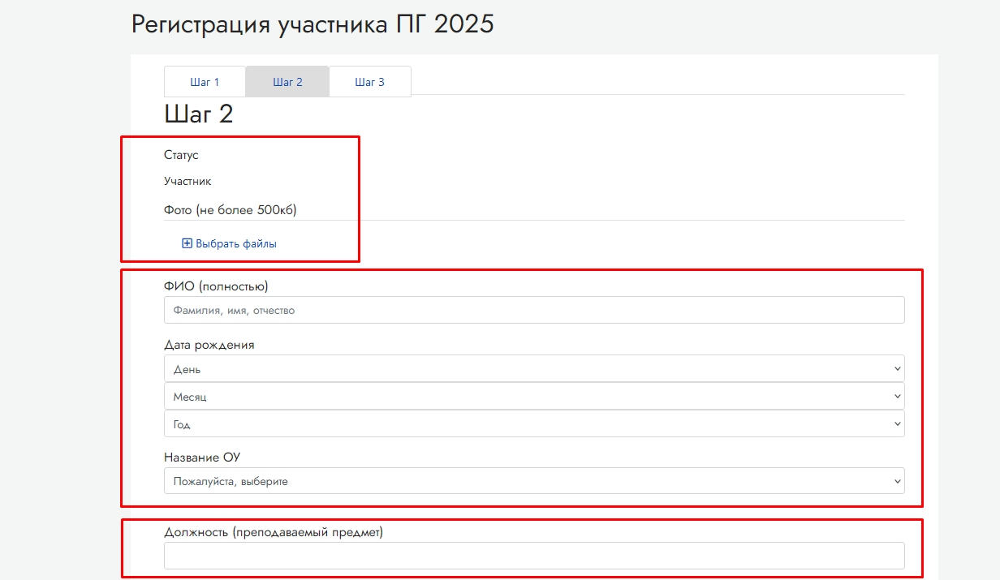 Регистрация участника ПГ 2025
Шаг 1
Шаг 2
Шаг 3
Шаг 2
Статус
Участник
Фото (не более 500кб)
Выбрать файлы
ФИО (полностью)
Фамилия, имя, отчество
Дата рождения
День
Месяц
Год
Название ОУ
Пожалуйста, выберите
Должность (преподаваемый предмет)